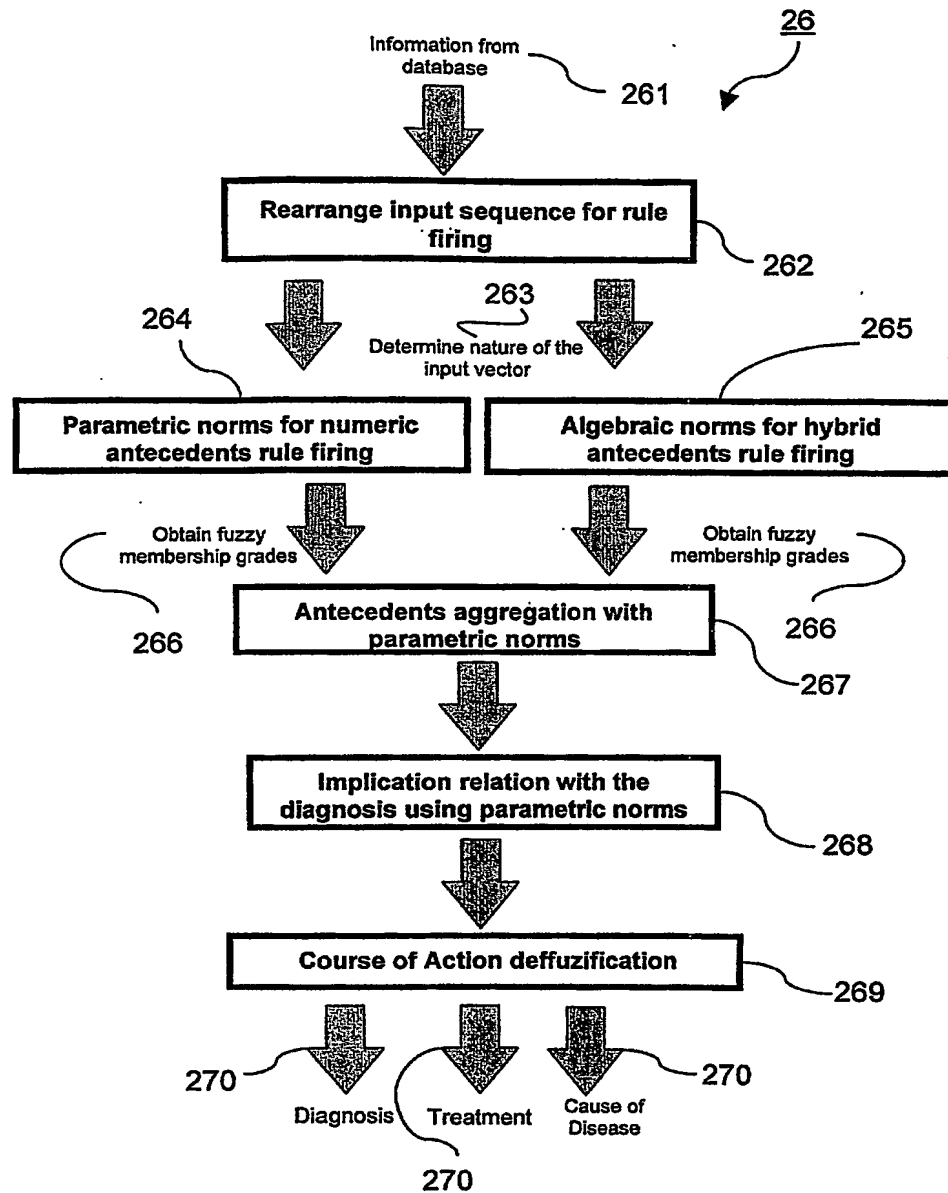 26
Information from
database
261
Rearrange input sequence for rule
firing
262
263
264
265
Determine nature of the
input vector
Parametric norms for numeric
antecedents rule firing
Algebraic norms for hybrid
antecedents rule firing
Obtain fuzzy
membership grades
Obtain fuzzy
membership grades
266
266
Antecedents aggregation with
parametric norms
267
Implication relation with the
diagnosis using parametric norms
268
Course of Action deffuzification
269
270
270
Diagnosis
Treatment
Cause of
Disease
270